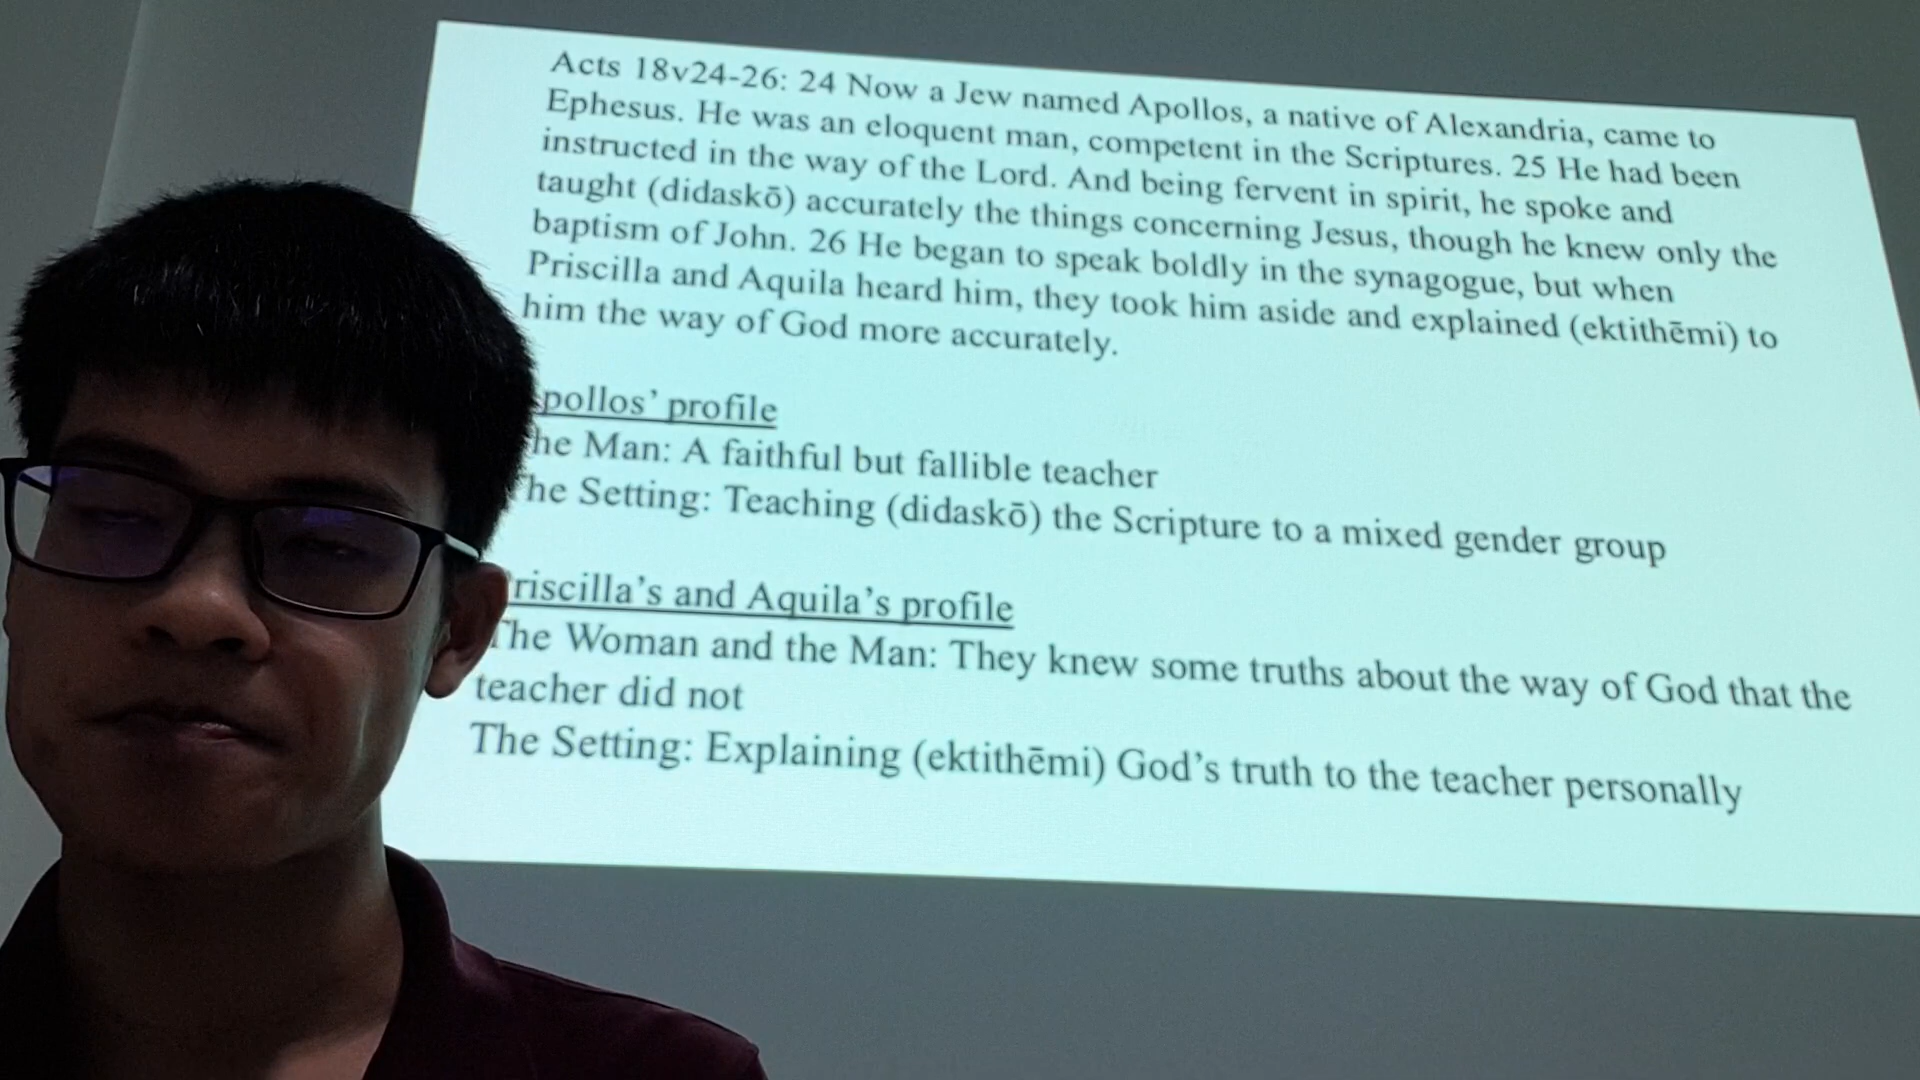 Acts 18v24-26: 24 Now a Jew named Apollos, a native of Alexandria, came to
Ephesus. He was an eloquent man, competent in the Scriptures. 25 He had been
instructed in the way of the Lord. And being fervent in spirit, he spoke and
taught (didaskō) accurately the things concerning Jesus, though he knew only the
baptism of John. 26 He began to speak boldly in the synagogue, but when
Priscilla and Aquila heard him, they took him aside and explained (ektithēmi) to
him the way of God more accurately.
pollos’ profile
he Man: A faithful but fallible teacher
The Setting: Teaching (didaskō) the Scripture to a mixed gender group
riscilla’s and Aquila’s profile
The Woman and the Man: They knew some truths about the way of God that the
teacher did not
The Setting: Explaining (ektithēmi) God’s truth to the teacher personally